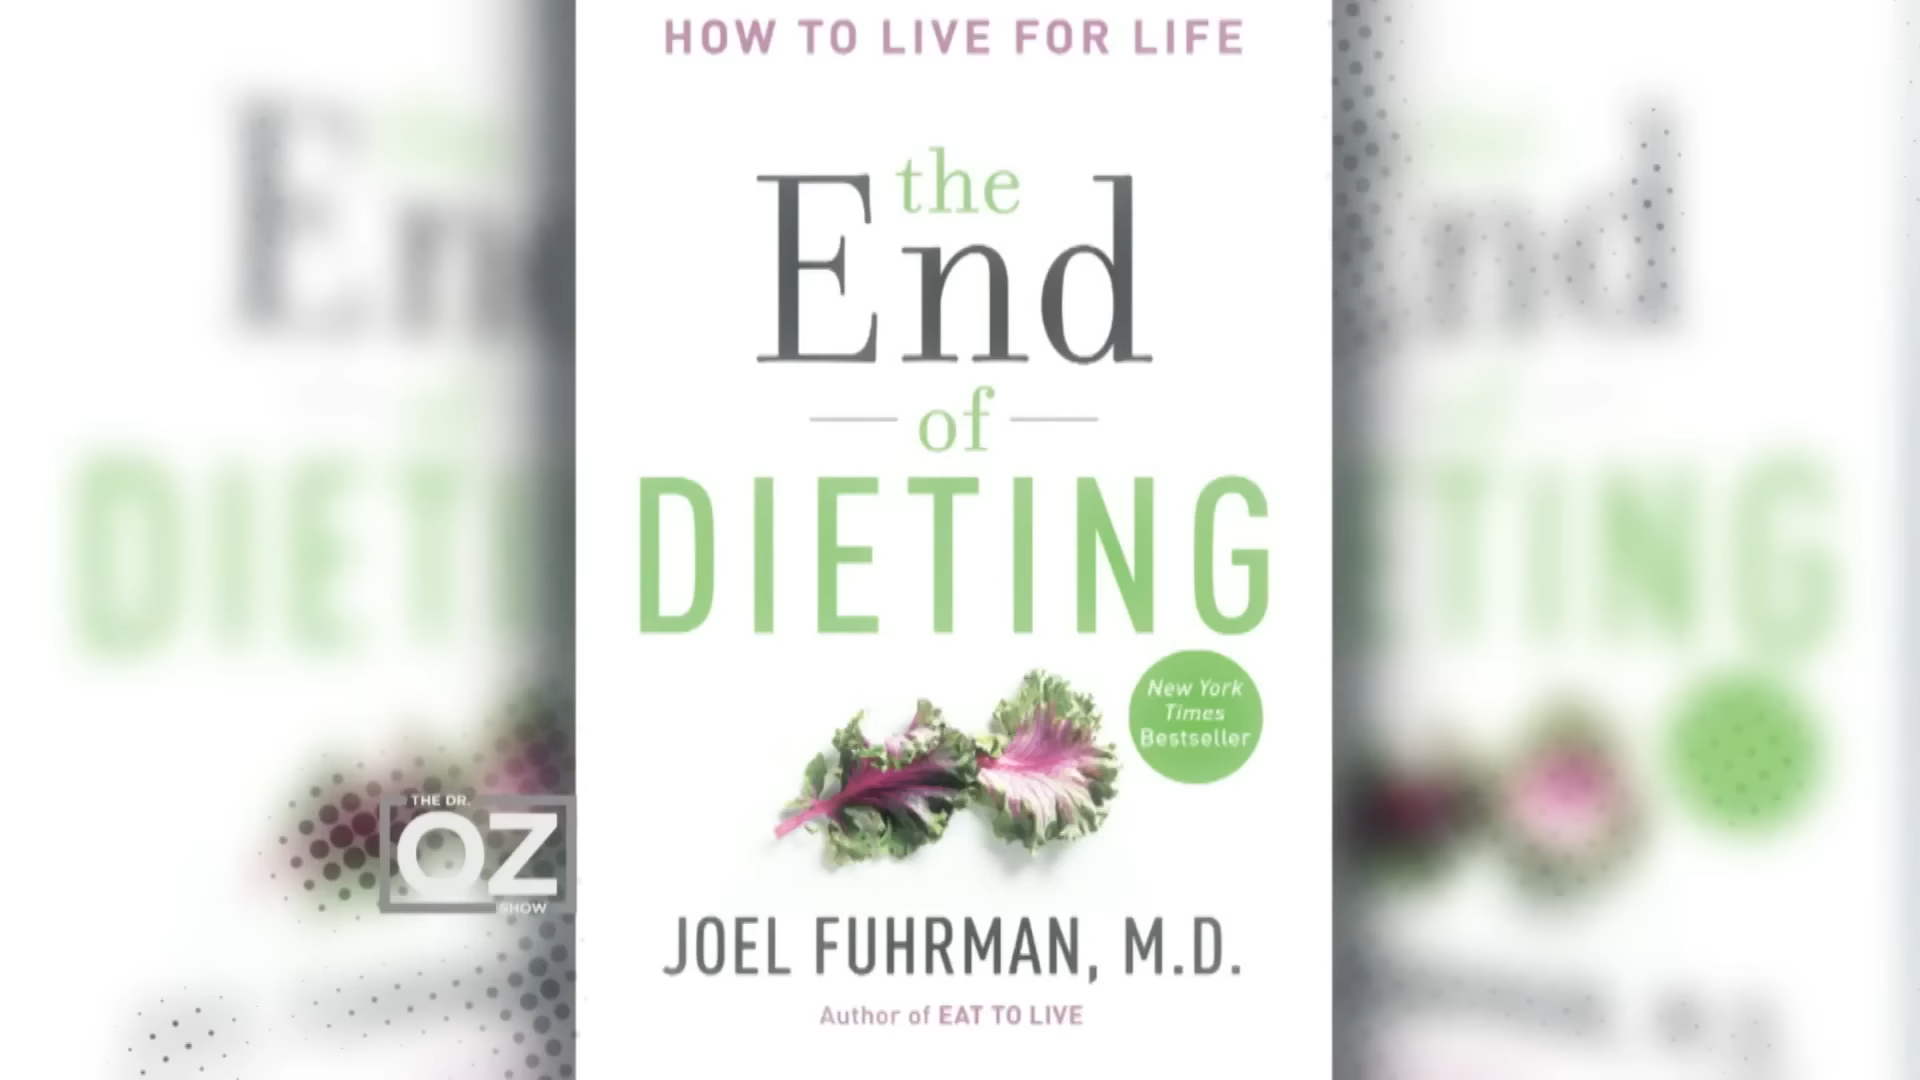 HOW TO LIVE FOR LIFE
the
End
of
DIETING
New York
Times
Bestseller
JOEL FUHRMAN, M.D.
Author of EAT TO LIVE
THE DR.
OZ
SHOW